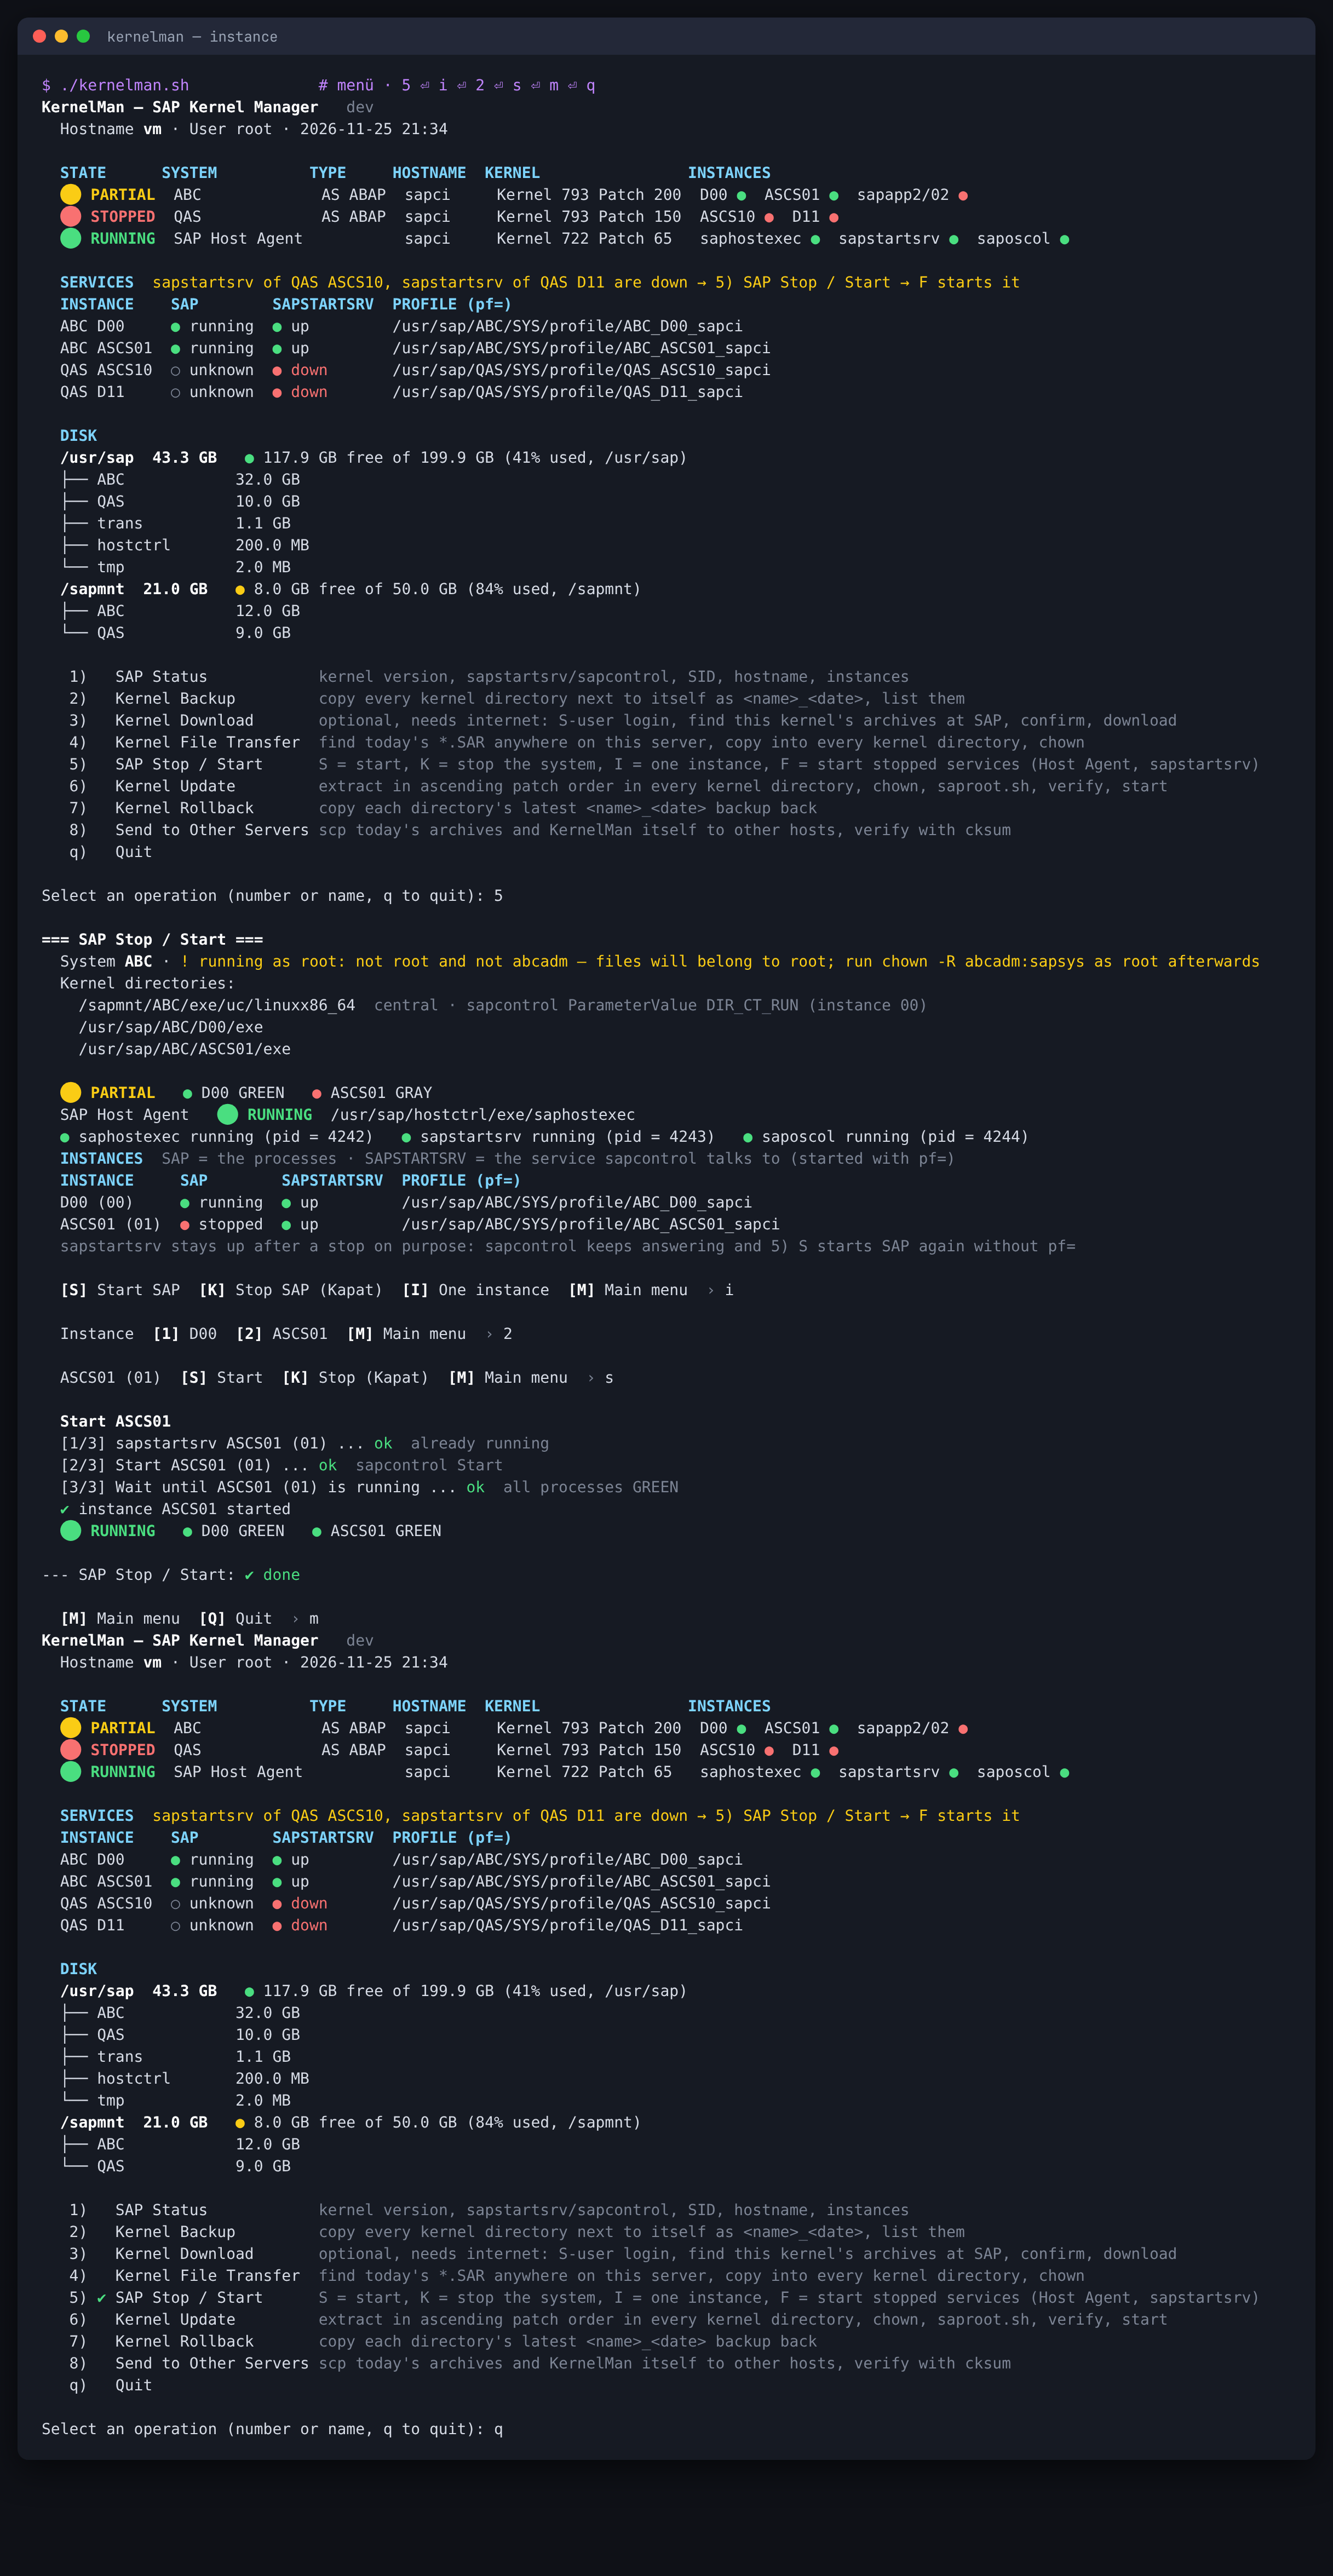 kernelman — instance
$ ./kernelman.sh              # menü · 5 ⏎ i ⏎ 2 ⏎ s ⏎ m ⏎ q
KernelMan — SAP Kernel Manager   dev
  Hostname vm · User root · 2026-11-25 21:34
  STATE      SYSTEM          TYPE     HOSTNAME  KERNEL                INSTANCES
  ● PARTIAL  ABC             AS ABAP  sapci     Kernel 793 Patch 200  D00 ●  ASCS01 ●  sapapp2/02 ●
  ● STOPPED  QAS             AS ABAP  sapci     Kernel 793 Patch 150  ASCS10 ●  D11 ●
  ● RUNNING  SAP Host Agent           sapci     Kernel 722 Patch 65   saphostexec ●  sapstartsrv ●  saposcol ●
  SERVICES  sapstartsrv of QAS ASCS10, sapstartsrv of QAS D11 are down → 5) SAP Stop / Start → F starts it
  INSTANCE    SAP        SAPSTARTSRV  PROFILE (pf=)
  ABC D00     ● running  ● up         /usr/sap/ABC/SYS/profile/ABC_D00_sapci
  ABC ASCS01  ● running  ● up         /usr/sap/ABC/SYS/profile/ABC_ASCS01_sapci
  QAS ASCS10  ○ unknown  ● down       /usr/sap/QAS/SYS/profile/QAS_ASCS10_sapci
  QAS D11     ○ unknown  ● down       /usr/sap/QAS/SYS/profile/QAS_D11_sapci
  DISK
  /usr/sap  43.3 GB   ● 117.9 GB free of 199.9 GB (41% used, /usr/sap)
  ├── ABC            32.0 GB
  ├── QAS            10.0 GB
  ├── trans          1.1 GB
  ├── hostctrl       200.0 MB
  └── tmp            2.0 MB
  /sapmnt  21.0 GB   ● 8.0 GB free of 50.0 GB (84% used, /sapmnt)
  ├── ABC            12.0 GB
  └── QAS            9.0 GB
   1)   SAP Status            kernel version, sapstartsrv/sapcontrol, SID, hostname, instances
   2)   Kernel Backup         copy every kernel directory next to itself as <name>_<date>, list them
   3)   Kernel Download       optional, needs internet: S-user login, find this kernel's archives at SAP, confirm, download
   4)   Kernel File Transfer  find today's *.SAR anywhere on this server, copy into every kernel directory, chown
   5)   SAP Stop / Start      S = start, K = stop the system, I = one instance, F = start stopped services (Host Agent, sapstartsrv)
   6)   Kernel Update         extract in ascending patch order in every kernel directory, chown, saproot.sh, verify, start
   7)   Kernel Rollback       copy each directory's latest <name>_<date> backup back
   8)   Send to Other Servers scp today's archives and KernelMan itself to other hosts, verify with cksum
   q)   Quit
Select an operation (number or name, q to quit): 5
=== SAP Stop / Start ===
  System ABC · ! running as root: not root and not abcadm — files will belong to root; run chown -R abcadm:sapsys as root afterwards
  Kernel directories:
    /sapmnt/ABC/exe/uc/linuxx86_64  central · sapcontrol ParameterValue DIR_CT_RUN (instance 00)
    /usr/sap/ABC/D00/exe
    /usr/sap/ABC/ASCS01/exe
  ● PARTIAL   ● D00 GREEN   ● ASCS01 GRAY
  SAP Host Agent   ● RUNNING  /usr/sap/hostctrl/exe/saphostexec
  ● saphostexec running (pid = 4242)   ● sapstartsrv running (pid = 4243)   ● saposcol running (pid = 4244)
  INSTANCES  SAP = the processes · SAPSTARTSRV = the service sapcontrol talks to (started with pf=)
  INSTANCE     SAP        SAPSTARTSRV  PROFILE (pf=)
  D00 (00)     ● running  ● up         /usr/sap/ABC/SYS/profile/ABC_D00_sapci
  ASCS01 (01)  ● stopped  ● up         /usr/sap/ABC/SYS/profile/ABC_ASCS01_sapci
  sapstartsrv stays up after a stop on purpose: sapcontrol keeps answering and 5) S starts SAP again without pf=
  [S] Start SAP  [K] Stop SAP (Kapat)  [I] One instance  [M] Main menu  › i
  Instance  [1] D00  [2] ASCS01  [M] Main menu  › 2
  ASCS01 (01)  [S] Start  [K] Stop (Kapat)  [M] Main menu  › s
  Start ASCS01
  [1/3] sapstartsrv ASCS01 (01) ... ok  already running
  [2/3] Start ASCS01 (01) ... ok  sapcontrol Start
  [3/3] Wait until ASCS01 (01) is running ... ok  all processes GREEN
  ✔ instance ASCS01 started
  ● RUNNING   ● D00 GREEN   ● ASCS01 GREEN
--- SAP Stop / Start: ✔ done
  [M] Main menu  [Q] Quit  › m
KernelMan — SAP Kernel Manager   dev
  Hostname vm · User root · 2026-11-25 21:34
  STATE      SYSTEM          TYPE     HOSTNAME  KERNEL                INSTANCES
  ● PARTIAL  ABC             AS ABAP  sapci     Kernel 793 Patch 200  D00 ●  ASCS01 ●  sapapp2/02 ●
  ● STOPPED  QAS             AS ABAP  sapci     Kernel 793 Patch 150  ASCS10 ●  D11 ●
  ● RUNNING  SAP Host Agent           sapci     Kernel 722 Patch 65   saphostexec ●  sapstartsrv ●  saposcol ●
  SERVICES  sapstartsrv of QAS ASCS10, sapstartsrv of QAS D11 are down → 5) SAP Stop / Start → F starts it
  INSTANCE    SAP        SAPSTARTSRV  PROFILE (pf=)
  ABC D00     ● running  ● up         /usr/sap/ABC/SYS/profile/ABC_D00_sapci
  ABC ASCS01  ● running  ● up         /usr/sap/ABC/SYS/profile/ABC_ASCS01_sapci
  QAS ASCS10  ○ unknown  ● down       /usr/sap/QAS/SYS/profile/QAS_ASCS10_sapci
  QAS D11     ○ unknown  ● down       /usr/sap/QAS/SYS/profile/QAS_D11_sapci
  DISK
  /usr/sap  43.3 GB   ● 117.9 GB free of 199.9 GB (41% used, /usr/sap)
  ├── ABC            32.0 GB
  ├── QAS            10.0 GB
  ├── trans          1.1 GB
  ├── hostctrl       200.0 MB
  └── tmp            2.0 MB
  /sapmnt  21.0 GB   ● 8.0 GB free of 50.0 GB (84% used, /sapmnt)
  ├── ABC            12.0 GB
  └── QAS            9.0 GB
   1)   SAP Status            kernel version, sapstartsrv/sapcontrol, SID, hostname, instances
   2)   Kernel Backup         copy every kernel directory next to itself as <name>_<date>, list them
   3)   Kernel Download       optional, needs internet: S-user login, find this kernel's archives at SAP, confirm, download
   4)   Kernel File Transfer  find today's *.SAR anywhere on this server, copy into every kernel directory, chown
   5) ✔ SAP Stop / Start      S = start, K = stop the system, I = one instance, F = start stopped services (Host Agent, sapstartsrv)
   6)   Kernel Update         extract in ascending patch order in every kernel directory, chown, saproot.sh, verify, start
   7)   Kernel Rollback       copy each directory's latest <name>_<date> backup back
   8)   Send to Other Servers scp today's archives and KernelMan itself to other hosts, verify with cksum
   q)   Quit
Select an operation (number or name, q to quit): q